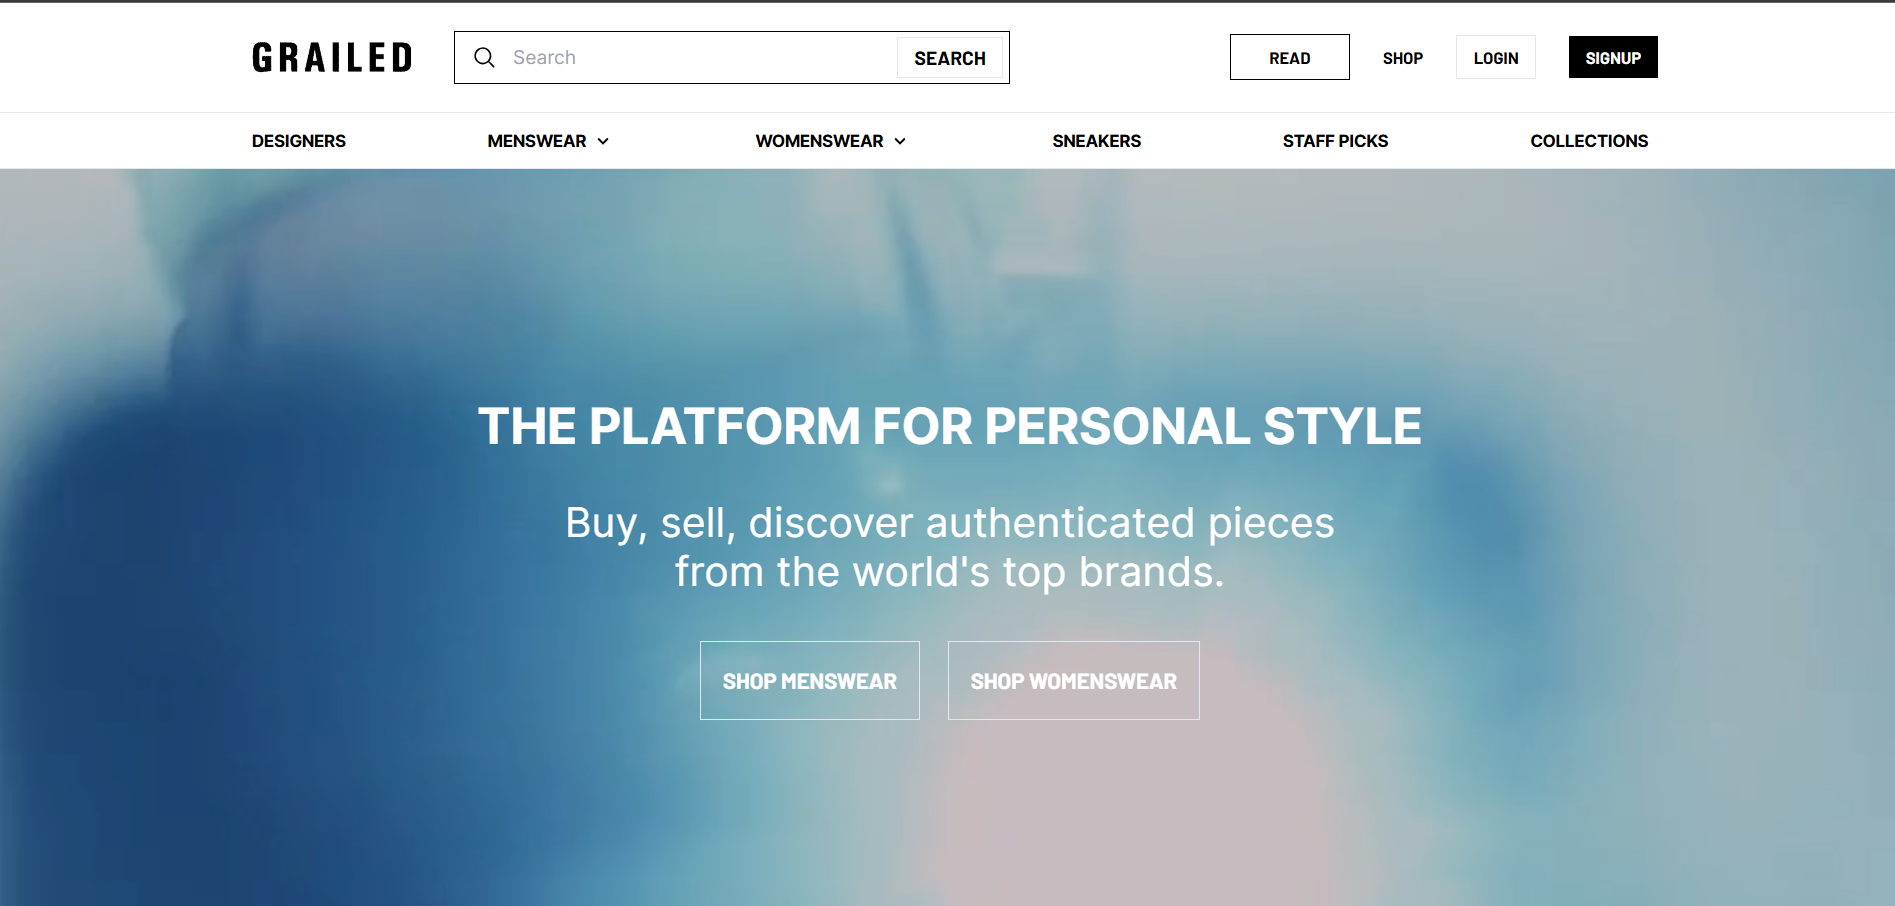 GRAILED
Search
SEARCH
READ
SHOP
LOGIN
SIGNUP
DESIGNERS
MENSWEAR
WOMENSWEAR
SNEAKERS
STAFF PICKS
COLLECTIONS
THE PLATFORM FOR PERSONAL STYLE
Buy, sell, discover authenticated pieces
from the world's top brands.
SHOP MENSWEAR
SHOP WOMENSWEAR